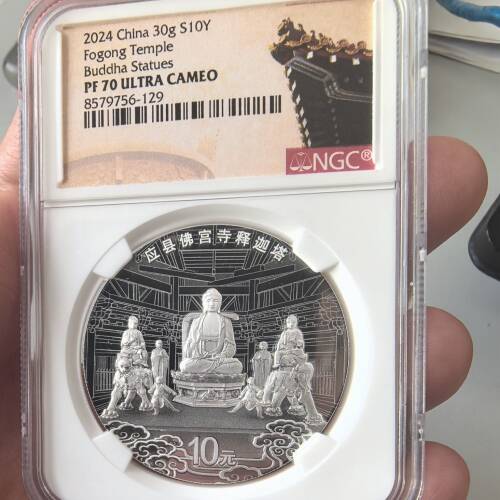 2024 China 30g S10Y
Fogong Temple
Buddha Statues
PF 70 ULTRA CAMEO
8579756-129
NGC®
应县佛宫寺释迦塔
10元